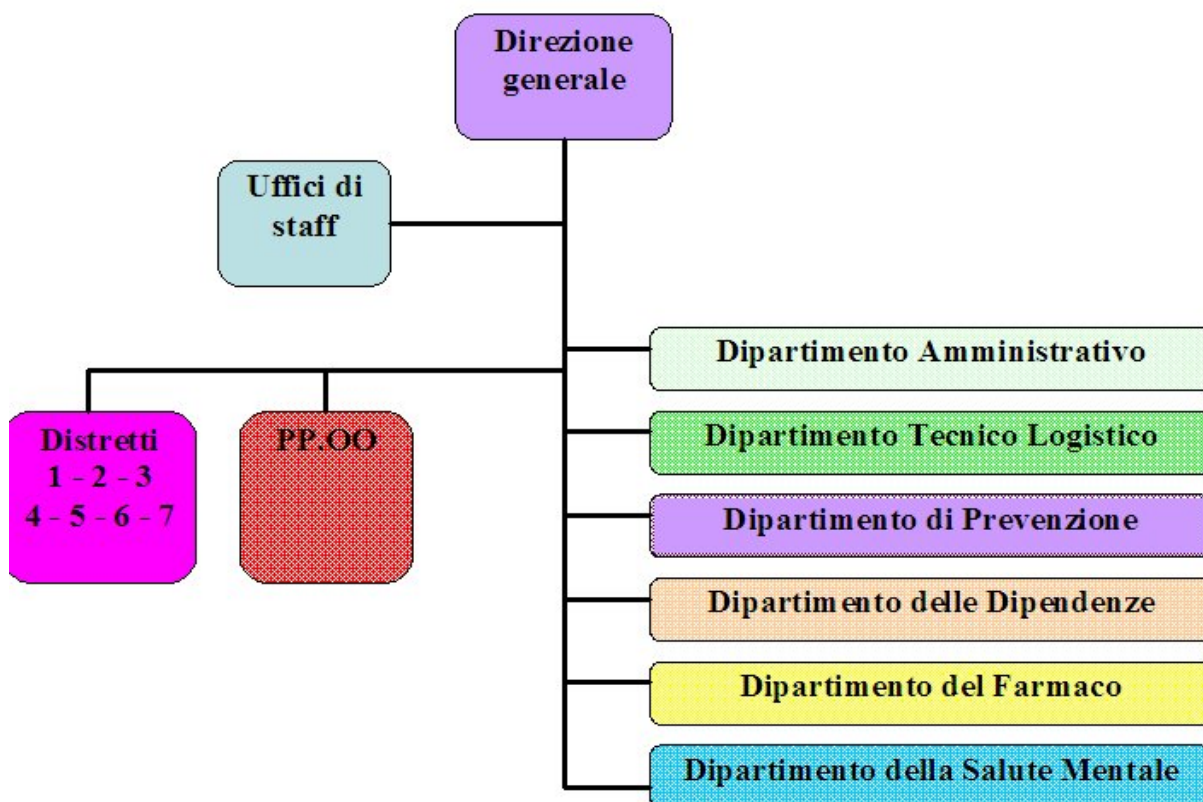 Direzione
generale
Uffici di
staff
Dipartimento Amministrativo
Distretti
1 - 2 - 3
4 - 5 - 6 - 7
PP.OO
Dipartimento Tecnico Logistico
Dipartimento di Prevenzione
Dipartimento delle Dipendenze
Dipartimento del Farmaco
Dipartimento della Salute Mentale